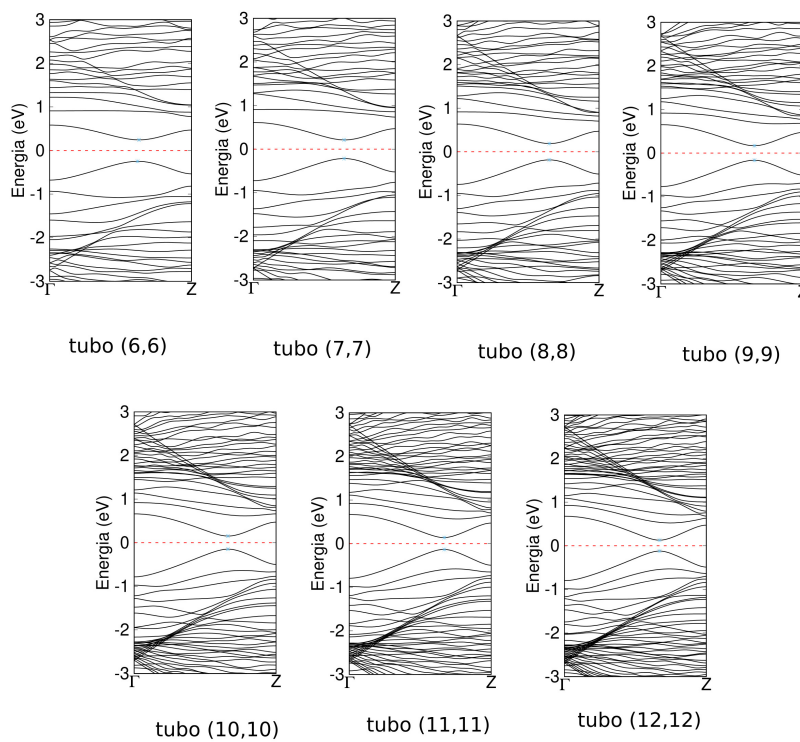 3
2
1
0
-1
-2
-3
Energia (eV)
Γ
Z
tubo (6,6)
3
2
1
0
-1
-2
-3
Energia (eV)
Γ
Z
tubo (7,7)
3
2
1
0
-1
-2
-3
Energia (eV)
Γ
Z
tubo (8,8)
3
2
1
0
-1
-2
-3
Energia (eV)
Γ
Z
tubo (9,9)
3
2
1
0
-1
-2
-3
Energia (eV)
Γ
Z
tubo (10,10)
3
2
1
0
-1
-2
-3
Energia (eV)
Γ
Z
tubo (11,11)
3
2
1
0
-1
-2
-3
Energia (eV)
Γ
Z
tubo (12,12)